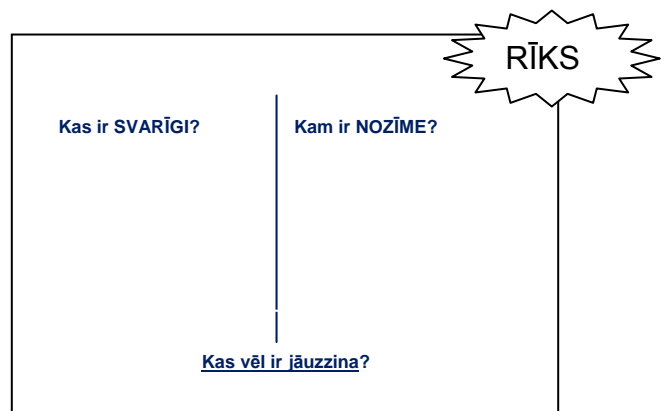 RĪKS
Kas ir SVARĪGI?
Kam ir NOZĪME?
Kas vēl ir jāuzzina?